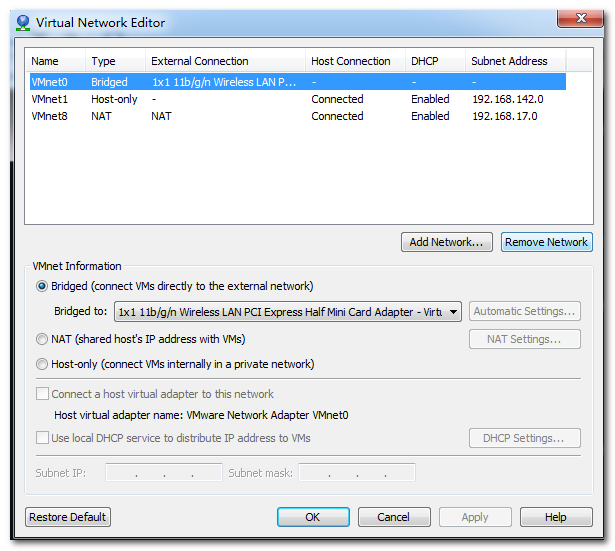 Virtual Network Editor
Name Type External Connection Host Connection DHCP Subnet Address
VMnet0 Bridged 1x1 11b/g/n Wireless LAN P... - - -
VMnet1 Host-only - Connected Enabled 192.168.142.0
VMnet8 NAT NAT Connected Enabled 192.168.17.0
Add Network... Remove Network
VMnet Information
Bridged (connect VMs directly to the external network)
Bridged to: 1x1 11b/g/n Wireless LAN PCI Express Half Mini Card Adapter - Virtu Automatic Settings...
NAT (shared host's IP address with VMs) NAT Settings...
Host-only (connect VMs internally in a private network)
Connect a host virtual adapter to this network
Host virtual adapter name: VMware Network Adapter VMnet0
Use local DHCP service to distribute IP address to VMs DHCP Settings...
Subnet IP: . . . Subnet mask: . . .
Restore Default OK Cancel Apply Help